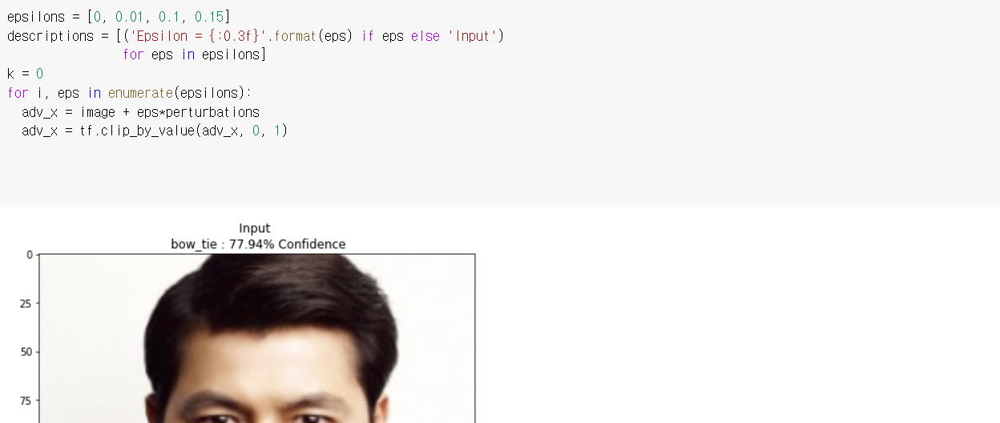 epsilons = [0, 0.01, 0.1, 0.15]
descriptions = [('Epsilon = {:0.3f}'.format(eps) if eps else 'Input')
                for eps in epsilons]
k = 0
for i, eps in enumerate(epsilons):
  adv_x = image + eps*perturbations
  adv_x = tf.clip_by_value(adv_x, 0, 1)
Input
bow_tie : 77.94% Confidence
0
25
50
75